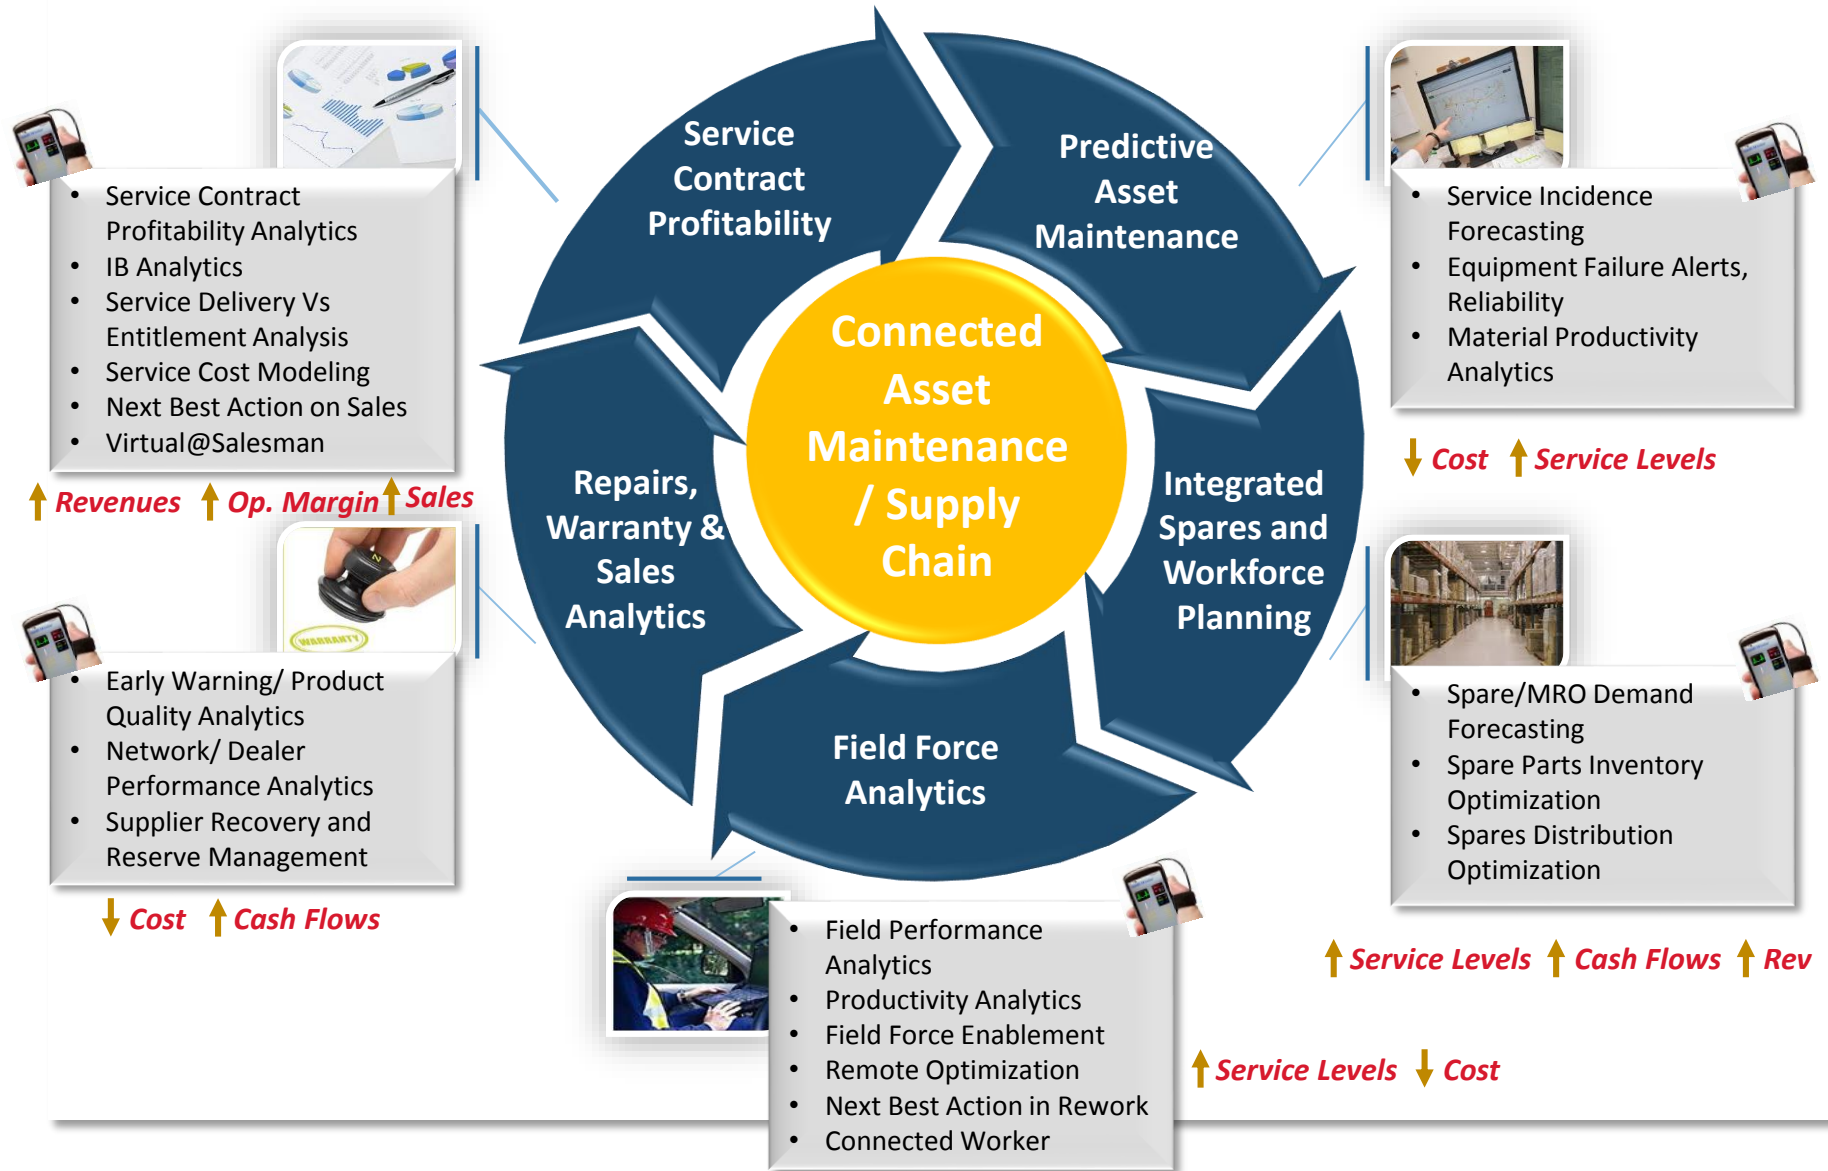 Service
Contract
Profitability
Predictive
Asset
Maintenance
Connected
Asset
Maintenance
/ Supply
Chain
Integrated
Spares and
Workforce
Planning
Field Force
Analytics
Repairs,
Warranty &
Sales
Analytics
• Service Contract
Profitability Analytics
• IB Analytics
• Service Delivery Vs
Entitlement Analysis
• Service Cost Modeling
• Next Best Action on Sales
• Virtual@Salesman
Revenues Op. Margin Sales
• Service Incidence
Forecasting
• Equipment Failure Alerts,
Reliability
• Material Productivity
Analytics
Cost Service Levels
WARRANTY
• Early Warning/ Product
Quality Analytics
• Network/ Dealer
Performance Analytics
• Supplier Recovery and
Reserve Management
Cost Cash Flows
• Spare/MRO Demand
Forecasting
• Spare Parts Inventory
Optimization
• Spares Distribution
Optimization
Service Levels Cash Flows Rev
• Field Performance
Analytics
• Productivity Analytics
• Field Force Enablement
• Remote Optimization
• Next Best Action in Rework
• Connected Worker
Service Levels Cost